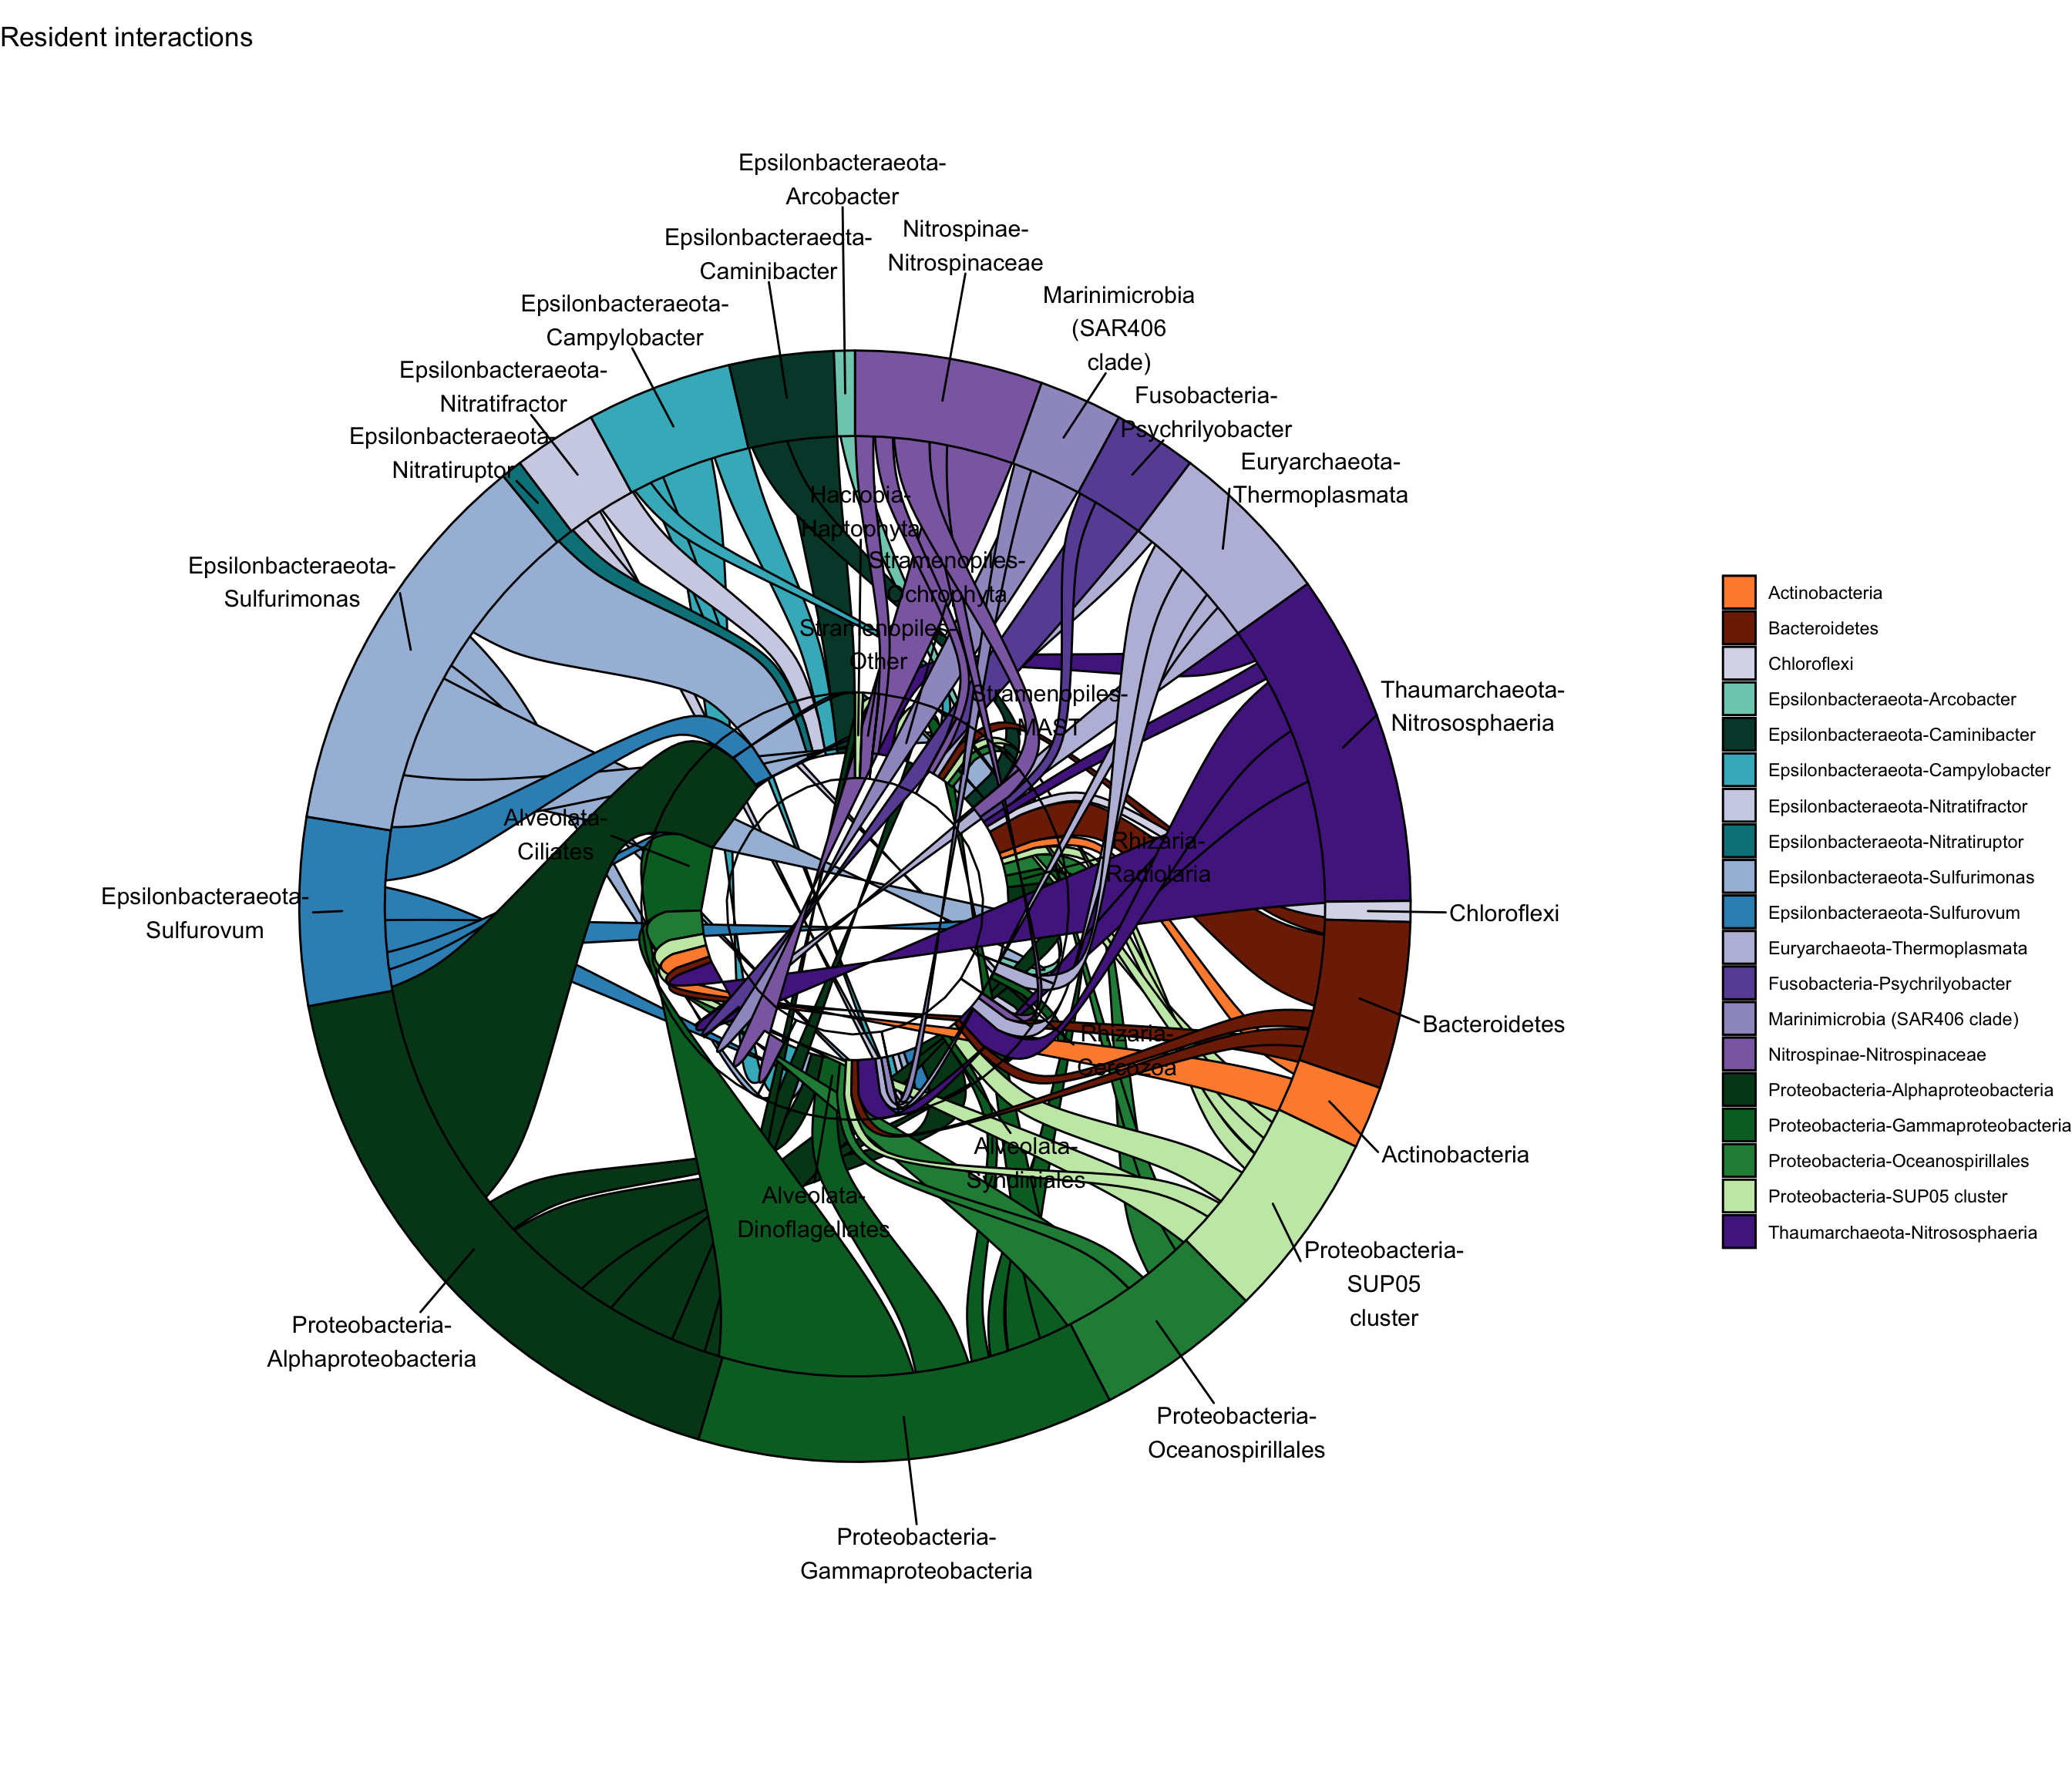 Resident interactions
Epsilonbacteraeota-
Arcobacter
Nitrospinae-
Nitrospinaceae
Epsilonbacteraeota-
Caminibacter
Marinimicrobia
(SAR406
clade)
Epsilonbacteraeota-
Campylobacter
Epsilonbacteraeota-
Nitratifractor
Fusobacteria-
Psychrilyobacter
Epsilonbacteraeota-
Nitratiruptor
Euryarchaeota-
Thermoplasmata
Hacrobia-
Haptophyta
Stramenopiles-
Ochrophyta
Stramenopiles-
Other
Epsilonbacteraeota-
Sulfurimonas
Stramenopiles-
MAST
Thaumarchaeota-
Nitrososphaeria
Alveolata-
Ciliates
Rhizaria-
Radiolaria
Epsilonbacteraeota-
Sulfurovum
Chloroflexi
Bacteroidetes
Rhizaria-
Cercozoa
Actinobacteria
Alveolata-
Syndiniales
Alveolata-
Dinoflagellates
Proteobacteria-
SUP05
cluster
Proteobacteria-
Alphaproteobacteria
Proteobacteria-
Oceanospirillales
Proteobacteria-
Gammaproteobacteria
Actinobacteria
Bacteroidetes
Chloroflexi
Epsilonbacteraeota-Arcobacter
Epsilonbacteraeota-Caminibacter
Epsilonbacteraeota-Campylobacter
Epsilonbacteraeota-Nitratifractor
Epsilonbacteraeota-Nitratiruptor
Epsilonbacteraeota-Sulfurimonas
Epsilonbacteraeota-Sulfurovum
Euryarchaeota-Thermoplasmata
Fusobacteria-Psychrilyobacter
Marinimicrobia (SAR406 clade)
Nitrospinae-Nitrospinaceae
Proteobacteria-Alphaproteobacteria
Proteobacteria-Gammaproteobacteria
Proteobacteria-Oceanospirillales
Proteobacteria-SUP05 cluster
Thaumarchaeota-Nitrososphaeria